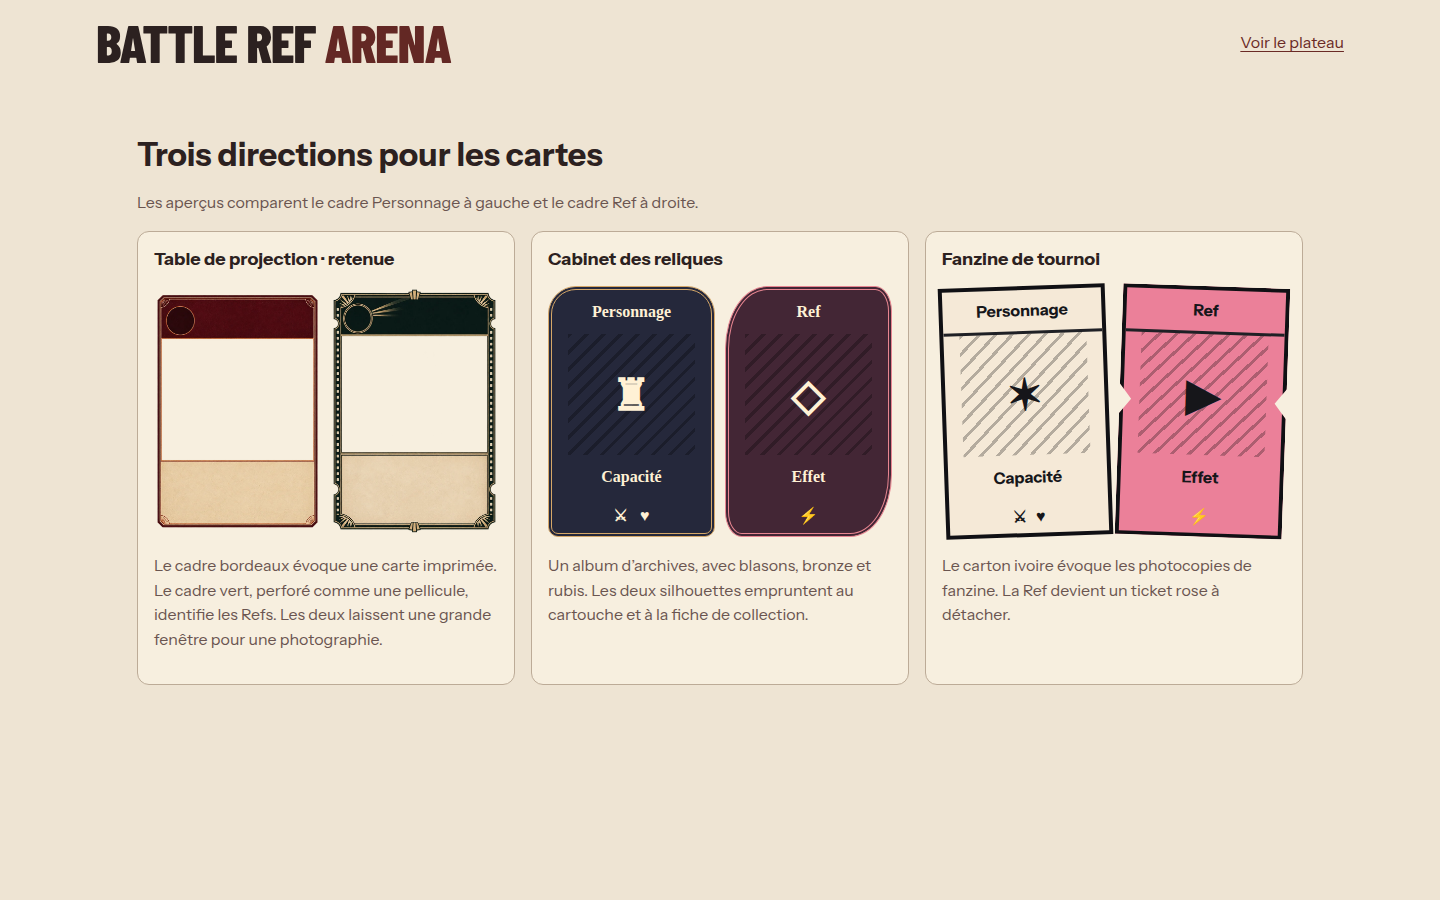 BATTLE REF ARENA
Voir le plateau
Trois directions pour les cartes
Les aperçus comparent le cadre Personnage à gauche et le cadre Ref à droite.
Table de projection · retenue
Le cadre bordeaux évoque une carte imprimée.
Le cadre vert, perforé comme une pellicule,
identifie les Refs. Les deux laissent une grande
fenêtre pour une photographie.
Cabinet des reliques
Personnage
Capacité
Ref
Effet
Un album d’archives, avec blasons, bronze et
rubis. Les deux silhouettes empruntent au
cartouche et à la fiche de collection.
Fanzine de tournoi
Personnage
Capacité
Ref
Effet
Le carton ivoire évoque les photocopies de
fanzine. La Ref devient un ticket rose à
détacher.